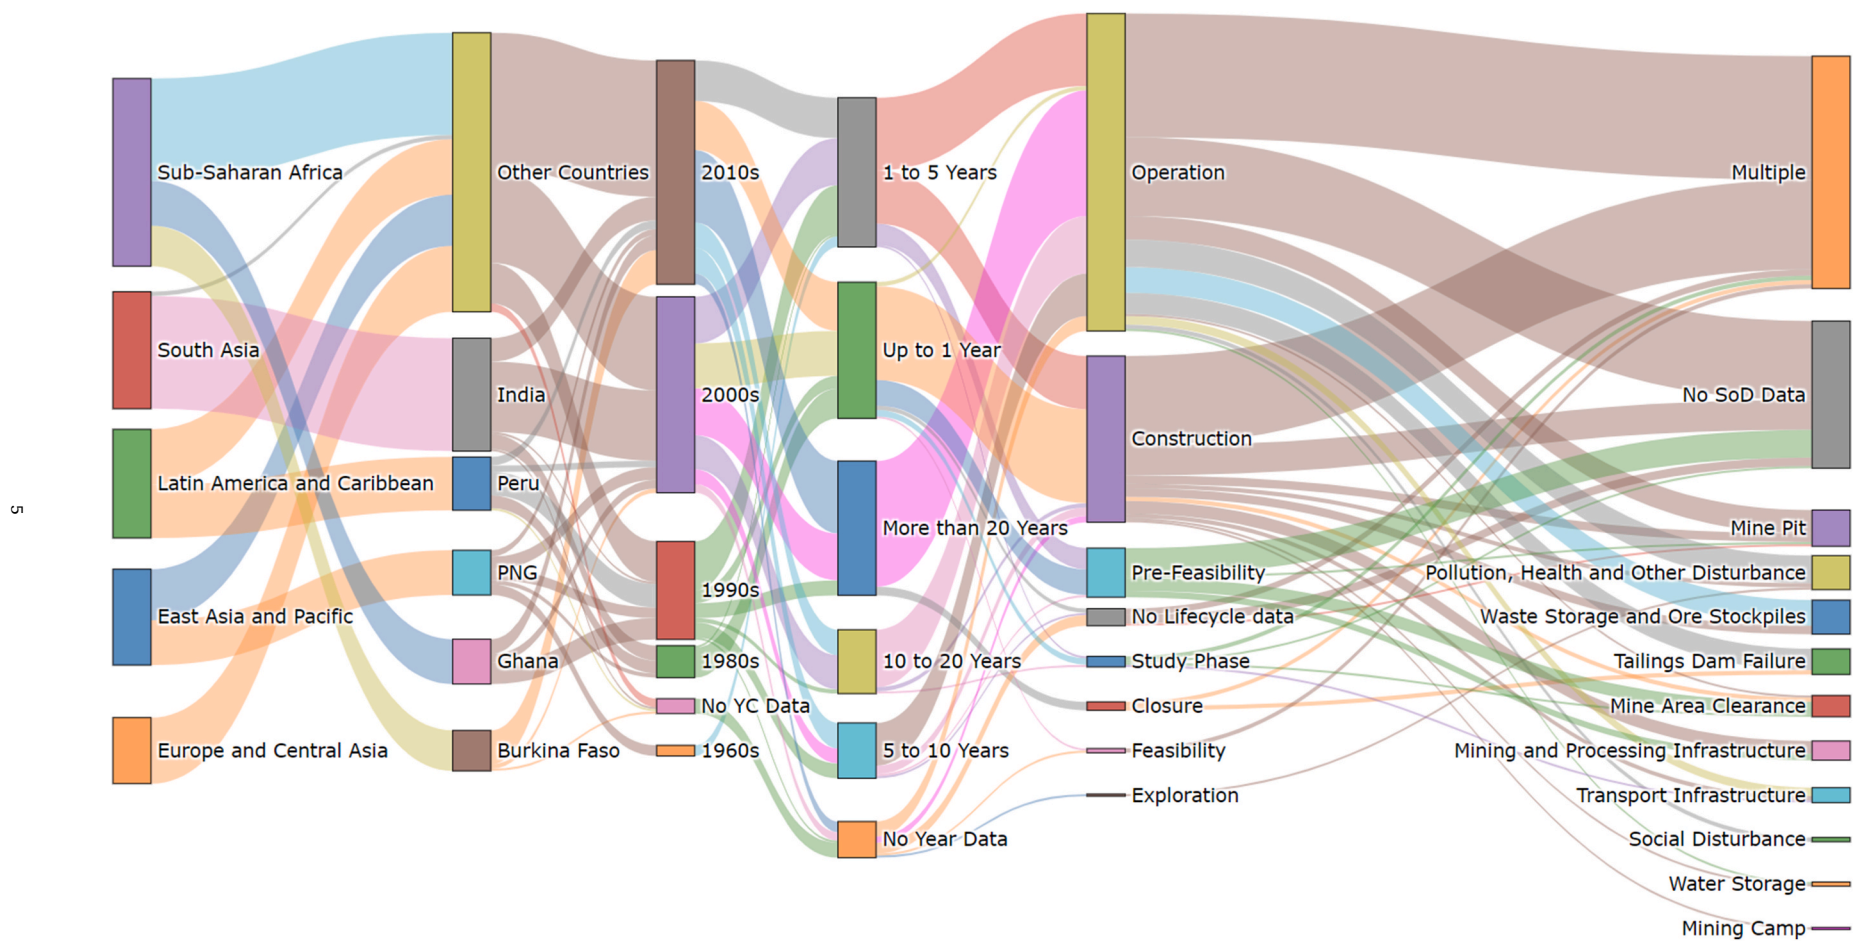 5
Sub-Saharan Africa
South Asia
Latin America and Caribbean
East Asia and Pacific
Europe and Central Asia
Other Countries
India
Peru
PNG
Ghana
Burkina Faso
2010s
2000s
1990s
1980s
No YC Data
1960s
1 to 5 Years
Up to 1 Year
More than 20 Years
10 to 20 Years
5 to 10 Years
No Year Data
Operation
Construction
Pre-Feasibility
No Lifecycle data
Study Phase
Closure
Feasibility
Exploration
Multiple
No SoD Data
Mine Pit
Pollution, Health and Other Disturbance
Waste Storage and Ore Stockpiles
Tailings Dam Failure
Mine Area Clearance
Mining and Processing Infrastructure
Transport Infrastructure
Social Disturbance
Water Storage
Mining Camp